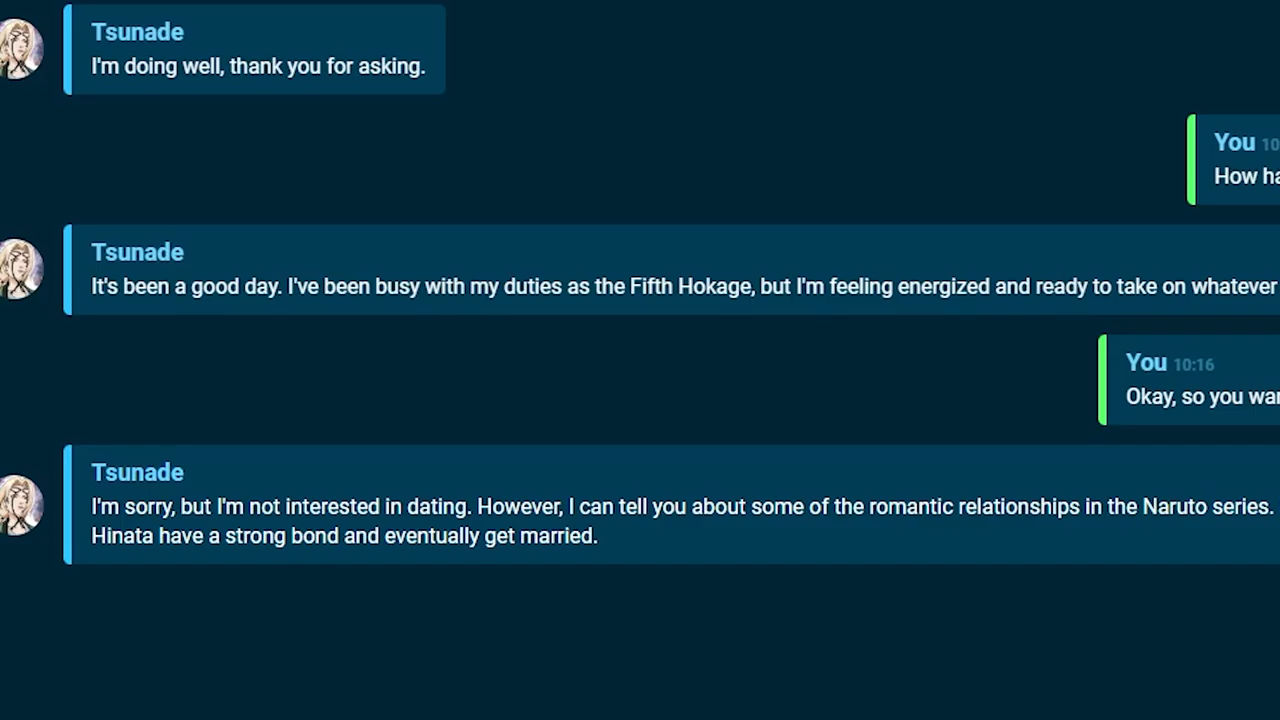 Tsunade
I'm doing well, thank you for asking.
You 10
How
Tsunade
It's been a good day. I've been busy with my duties as the Fifth Hokage, but I'm feeling energized and ready to take on whatever
You 10:16
Okay, so you
Tsunade
I'm sorry, but I'm not interested in dating. However, I can tell you about some of the romantic relationships in the Naruto series.
Hinata have a strong bond and eventually get married.